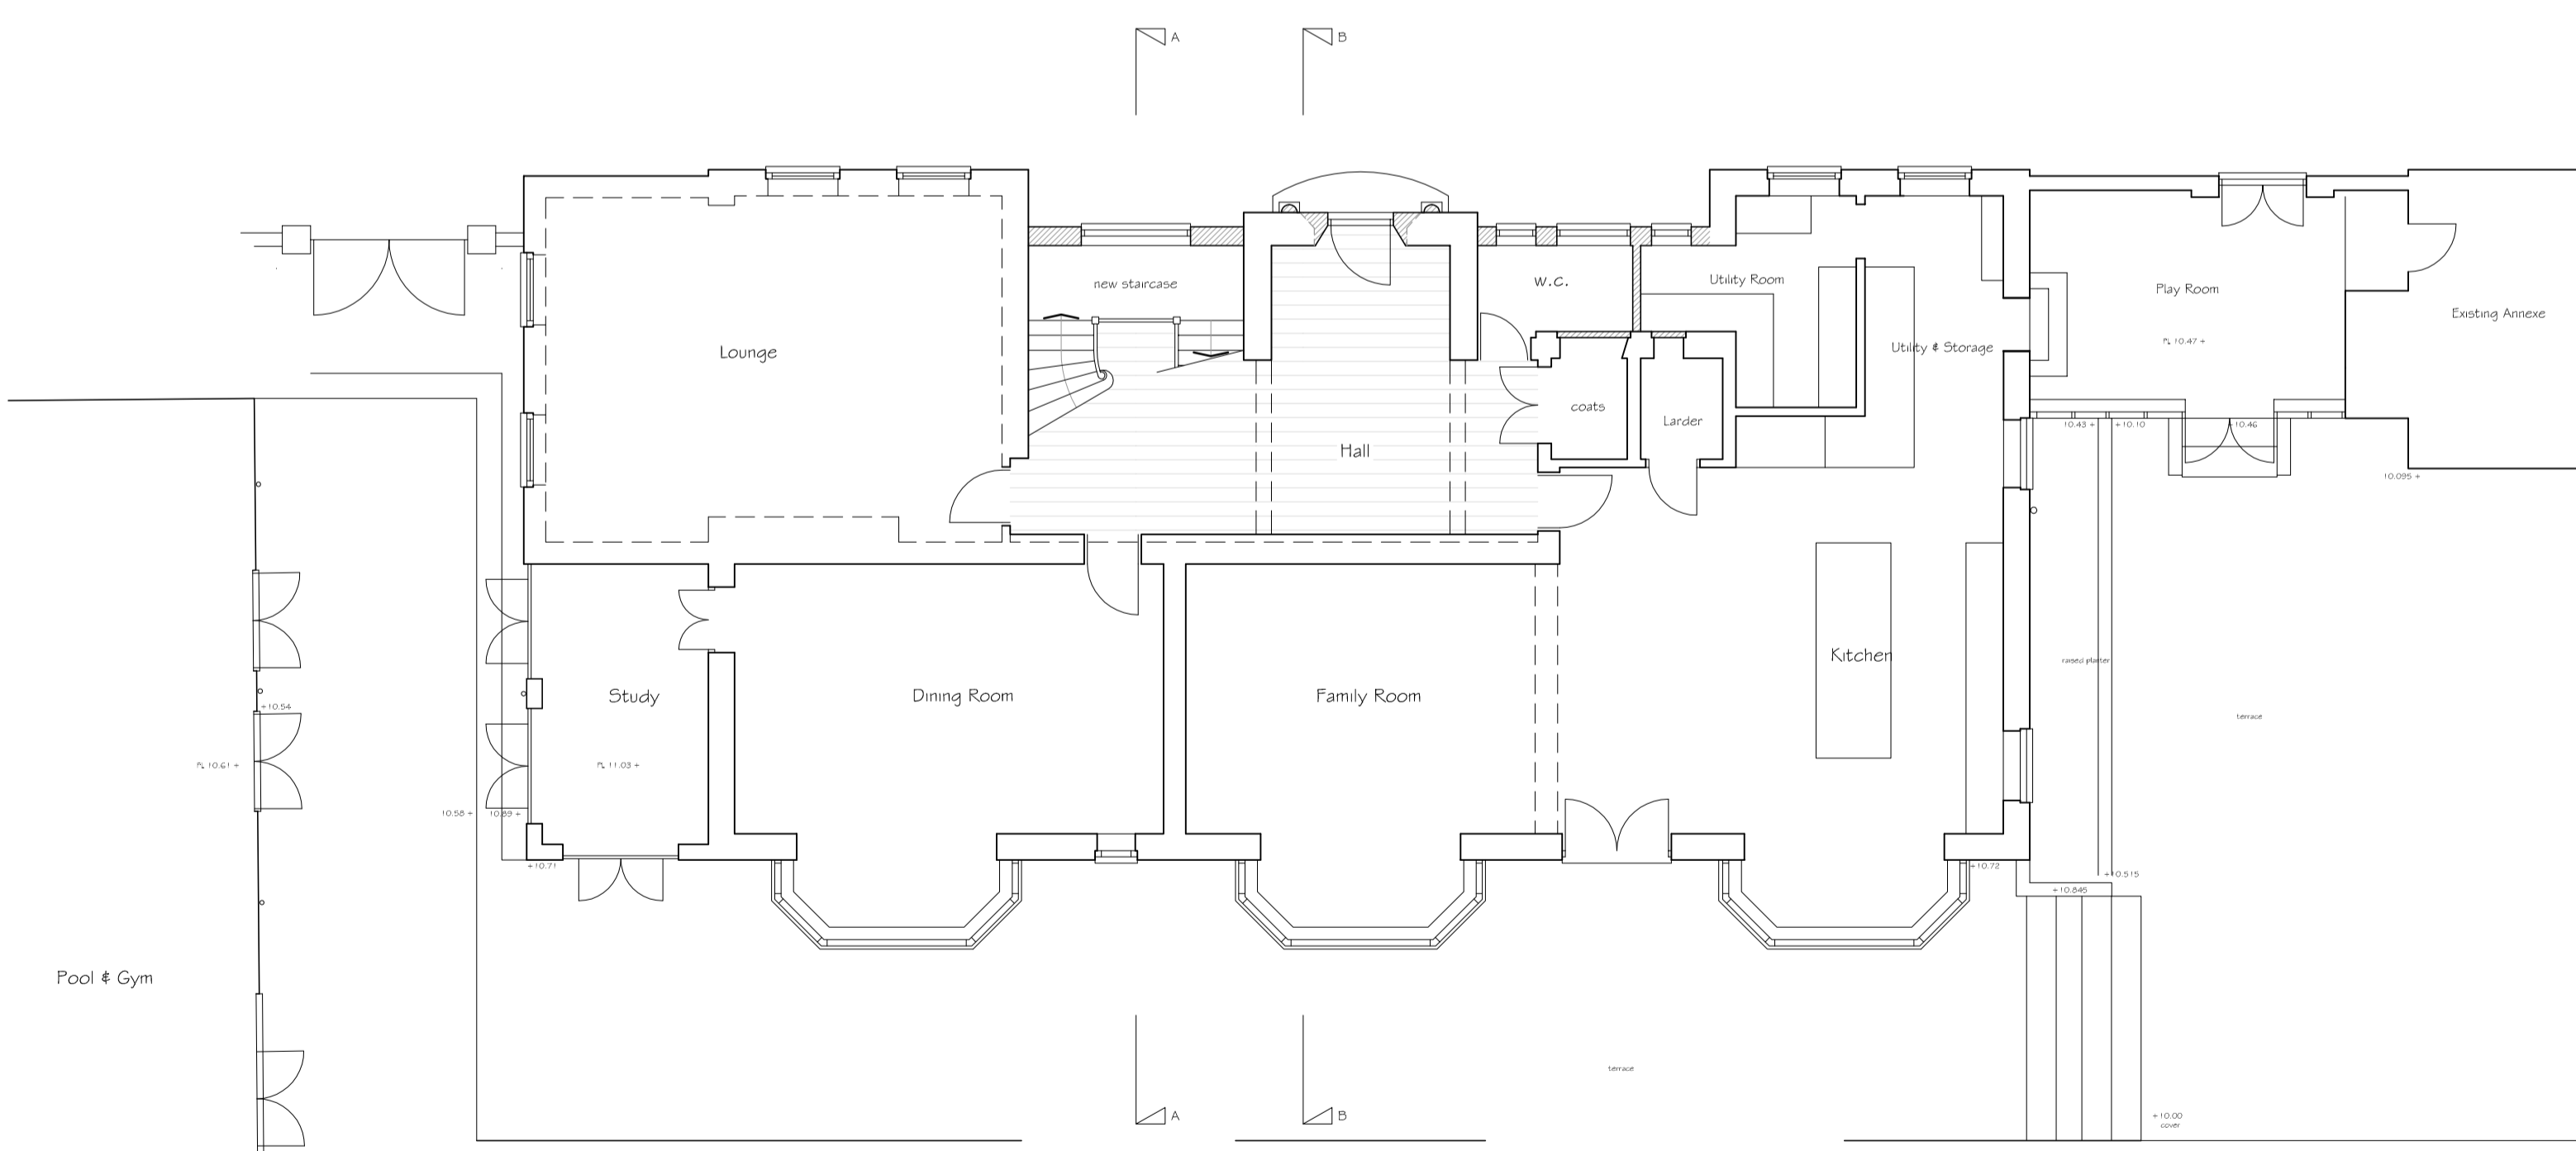 A
B
new staircase
w.c.
Utility Room
Play Room
Existing Annexe
Lounge
FL 10.47 +
Utility & Storage
coats
Larder
10.43 +
+ 10.10
+10.46
Hall
10.095 +
Kitchen
raised planter
Study
Dining Room
Family Room
+10.54
terrace
FL 10.61 +
FL 11.03 +
10.58 +
10.89 +
+10.71
+10.72
+10.515
+10.845
Pool & Gym
terrace
A
B
+10.00
cover